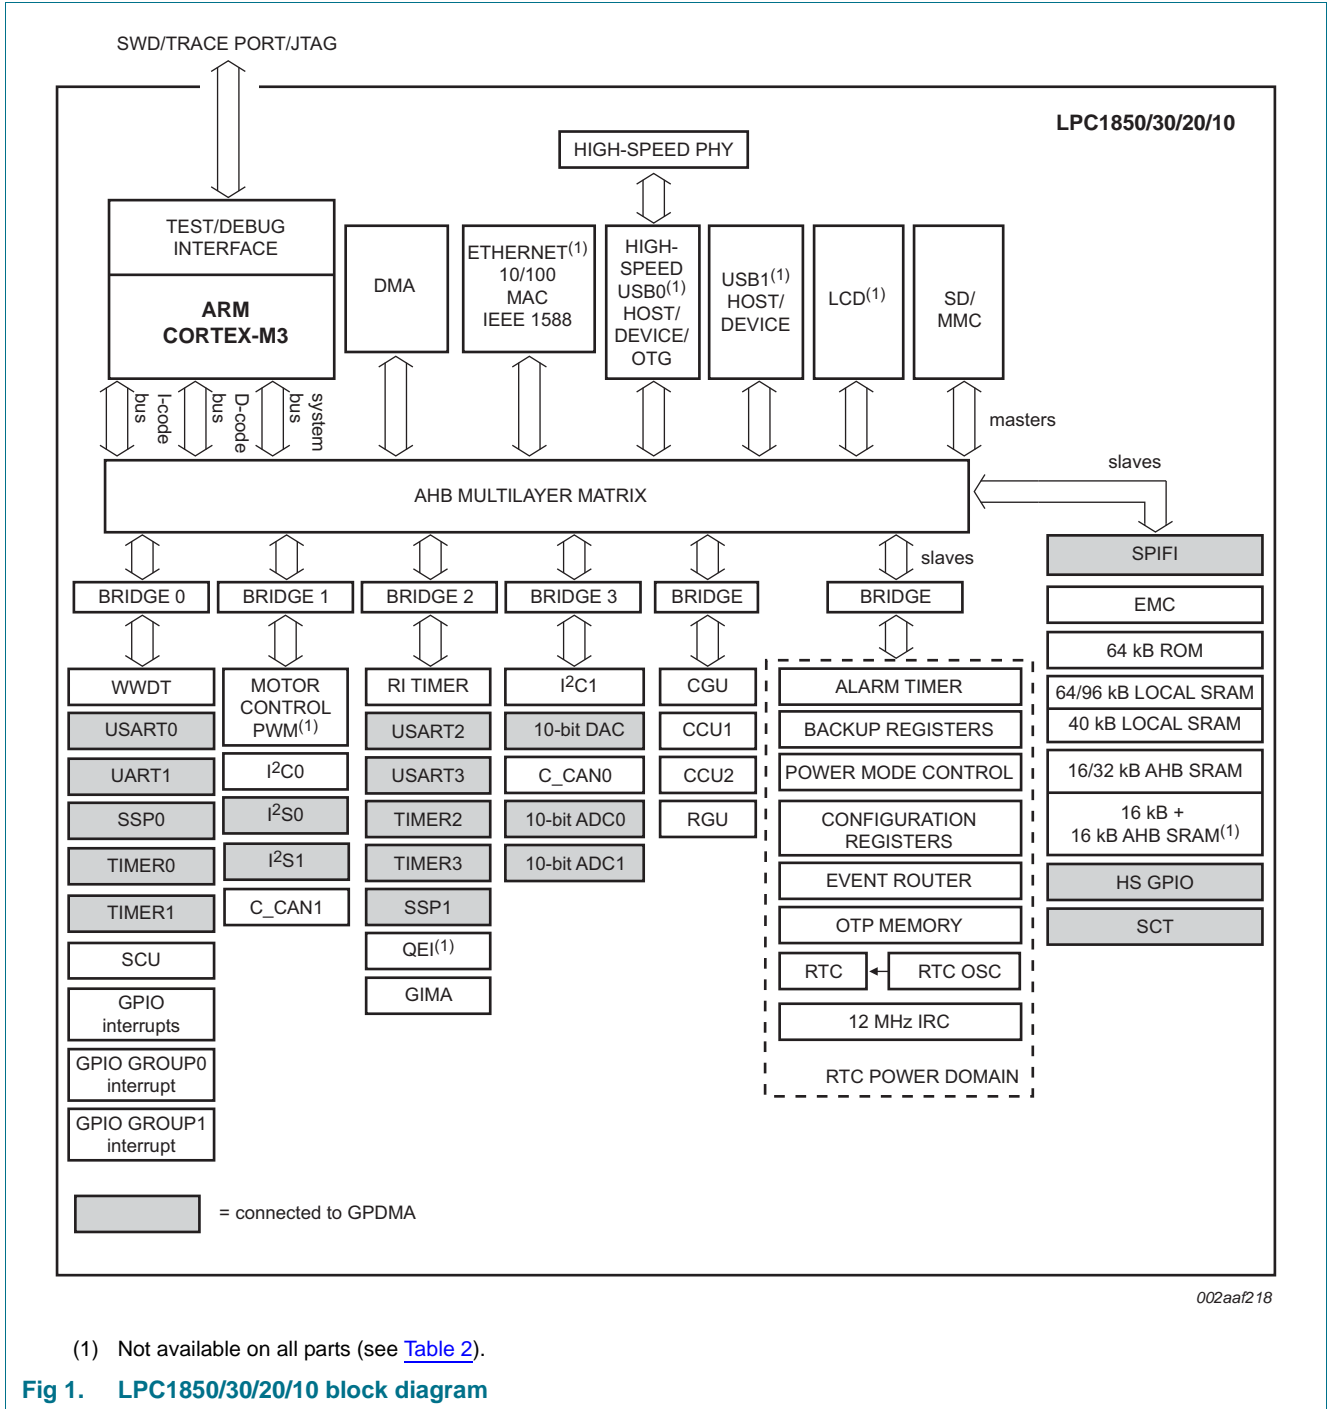 SWD/TRACE PORT/JTAG
LPC1850/30/20/10
HIGH-SPEED PHY
TEST/DEBUG
INTERFACE
ARM
CORTEX-M3
DMA
ETHERNET(1)
10/100
MAC
IEEE 1588
HIGH-
SPEED
USB0(1)
HOST/
DEVICE/
OTG
USB1(1)
HOST/
DEVICE
LCD(1)
SD/
MMC
I-code
bus
D-code
bus
system
bus
masters
slaves
AHB MULTILAYER MATRIX
slaves
BRIDGE 0
BRIDGE 1
BRIDGE 2
BRIDGE 3
BRIDGE
BRIDGE
WWDT
USART0
UART1
SSP0
TIMER0
TIMER1
SCU
GPIO
interrupts
GPIO GROUP0
interrupt
GPIO GROUP1
interrupt
MOTOR
CONTROL
PWM(1)
I2C0
I2S0
I2S1
C_CAN1
RI TIMER
USART2
USART3
TIMER2
TIMER3
SSP1
QEI(1)
GIMA
I2C1
10-bit DAC
C_CAN0
10-bit ADC0
10-bit ADC1
CGU
CCU1
CCU2
RGU
ALARM TIMER
BACKUP REGISTERS
POWER MODE CONTROL
CONFIGURATION
REGISTERS
EVENT ROUTER
OTP MEMORY
RTC
RTC OSC
12 MHz IRC
RTC POWER DOMAIN
SPIFI
EMC
64 kB ROM
64/96 kB LOCAL SRAM
40 kB LOCAL SRAM
16/32 kB AHB SRAM
16 kB +
16 kB AHB SRAM(1)
HS GPIO
SCT
= connected to GPDMA
002aaf218
(1) Not available on all parts (see Table 2).
Fig 1. LPC1850/30/20/10 block diagram